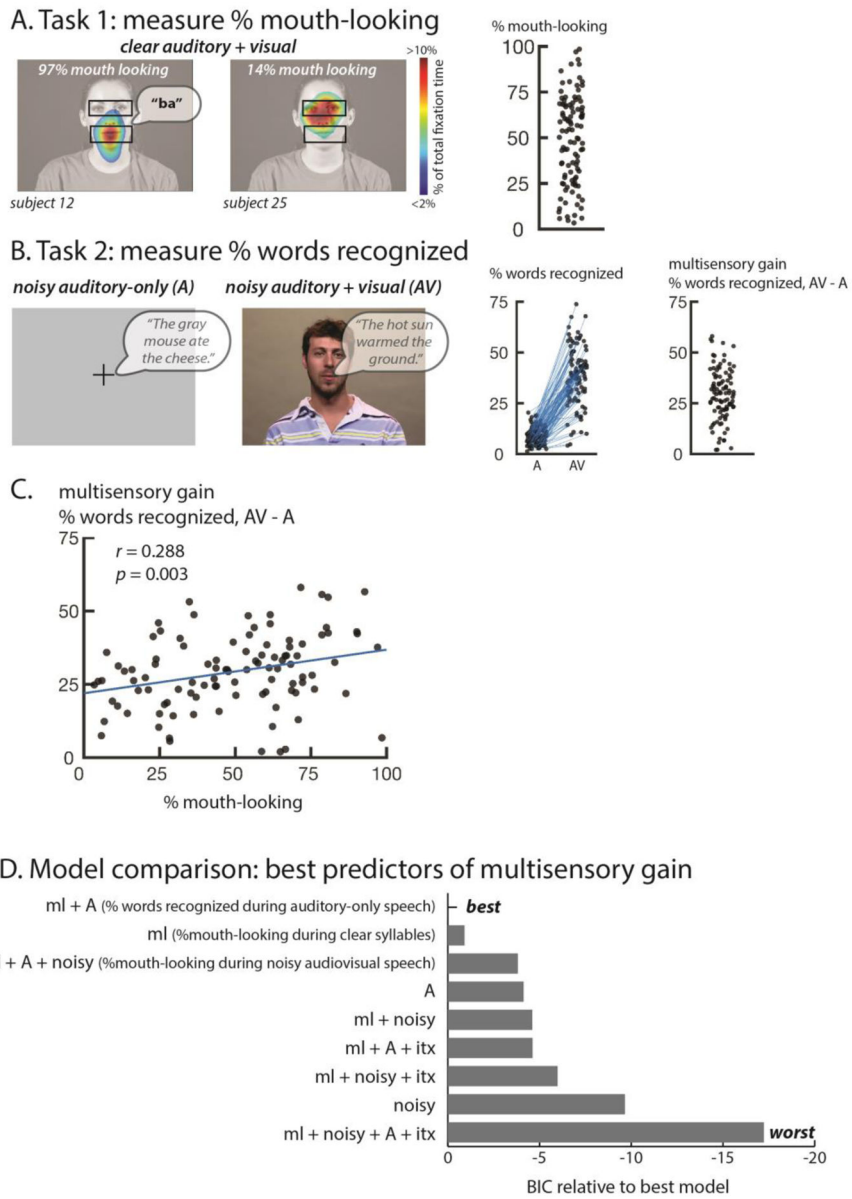 A. Task 1: measure % mouth-looking
clear auditory + visual
97% mouth looking
"ba"
14% mouth looking
>10%
% of total fixation time
<2%
subject 12
subject 25
% mouth-looking
100
75
50
25
0
B. Task 2: measure % words recognized
noisy auditory-only (A)
"The gray
mouse ate
the cheese."
noisy auditory + visual (AV)
"The hot sun
warmed the
ground."
% words recognized
75
50
25
0
A AV
multisensory gain
% words recognized, AV - A
75
50
25
0
C. multisensory gain
% words recognized, AV - A
r = 0.288
p = 0.003
75
50
25
0
0 25 50 75 100
% mouth-looking
D. Model comparison: best predictors of multisensory gain
ml + A (% words recognized during auditory-only speech)
best
ml (%mouth-looking during clear syllables)
+ A + noisy (%mouth-looking during noisy audiovisual speech)
A
ml + noisy
ml + A + itx
ml + noisy + itx
noisy
ml + noisy + A + itx
worst
0 -5 -10 -15 -20
BIC relative to best model